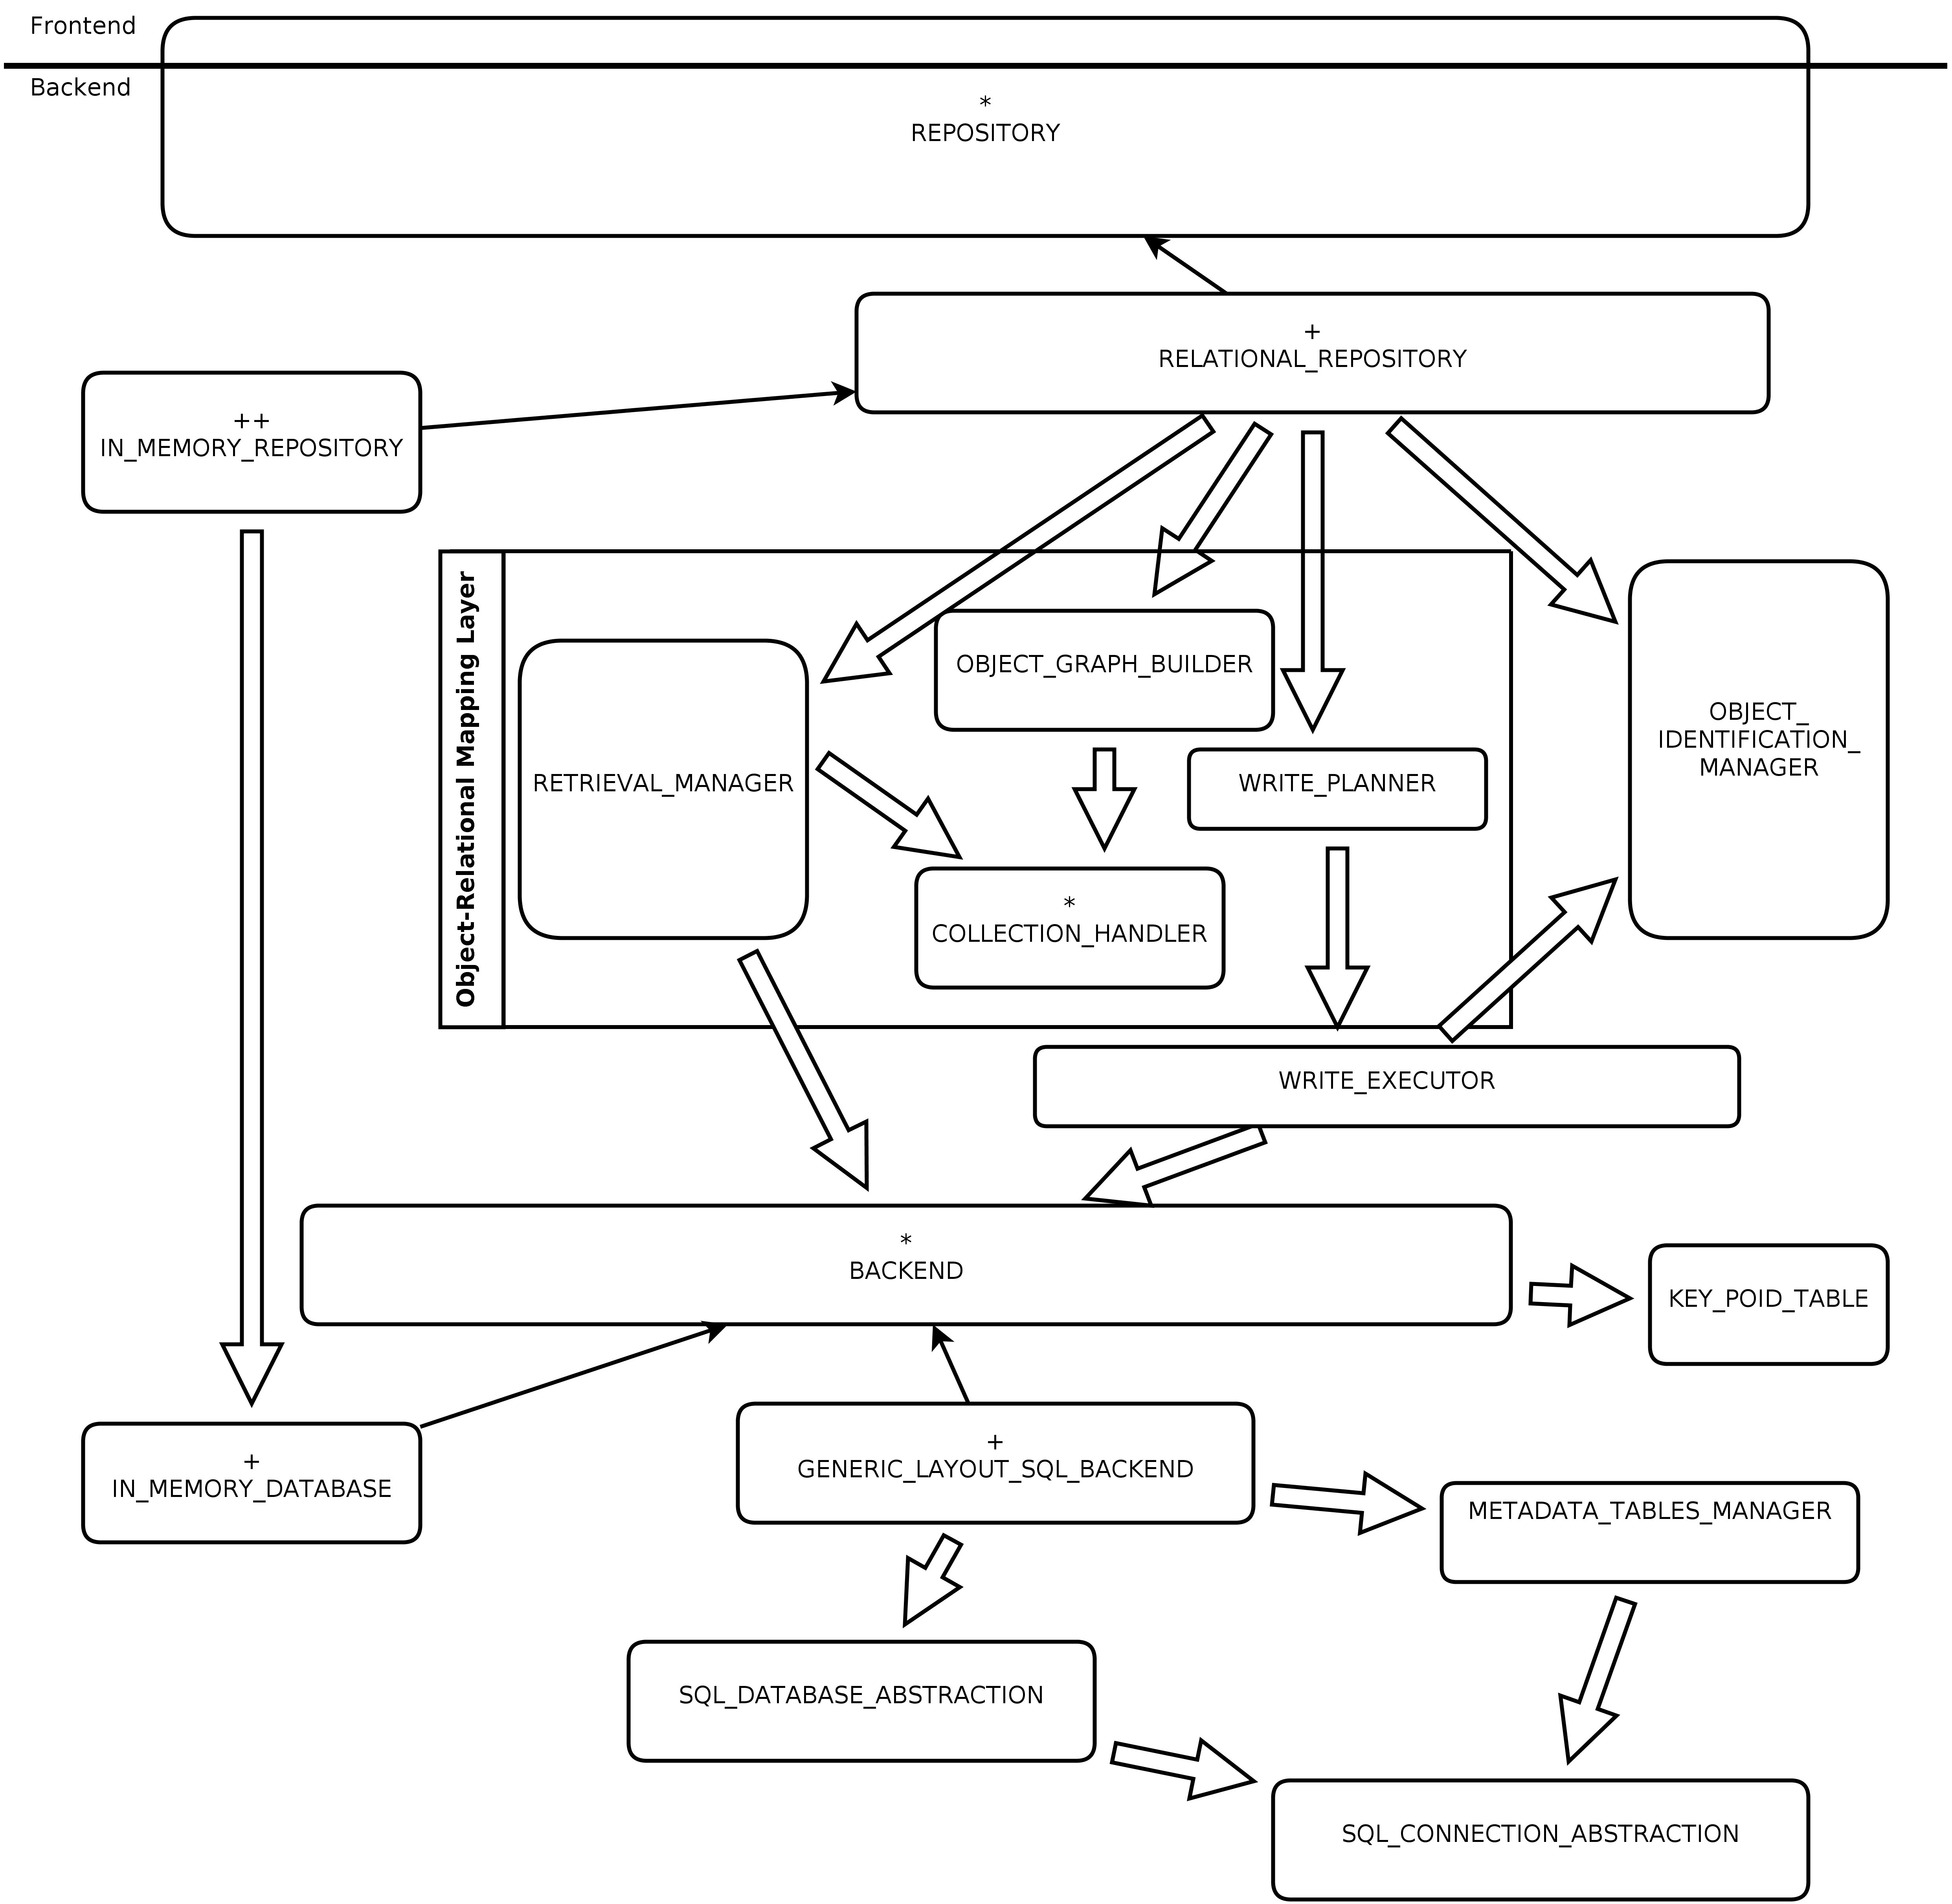 Frontend
Backend
*
REPOSITORY
+
RELATIONAL_REPOSITORY
++
IN_MEMORY_REPOSITORY
Object-Relational Mapping Layer
OBJECT_GRAPH_BUILDER
RETRIEVAL_MANAGER
WRITE_PLANNER
OBJECT_
IDENTIFICATION_
MANAGER
*
COLLECTION_HANDLER
WRITE_EXECUTOR
*
BACKEND
KEY_POID_TABLE
+
IN_MEMORY_DATABASE
+
GENERIC_LAYOUT_SQL_BACKEND
METADATA_TABLES_MANAGER
SQL_DATABASE_ABSTRACTION
SQL_CONNECTION_ABSTRACTION